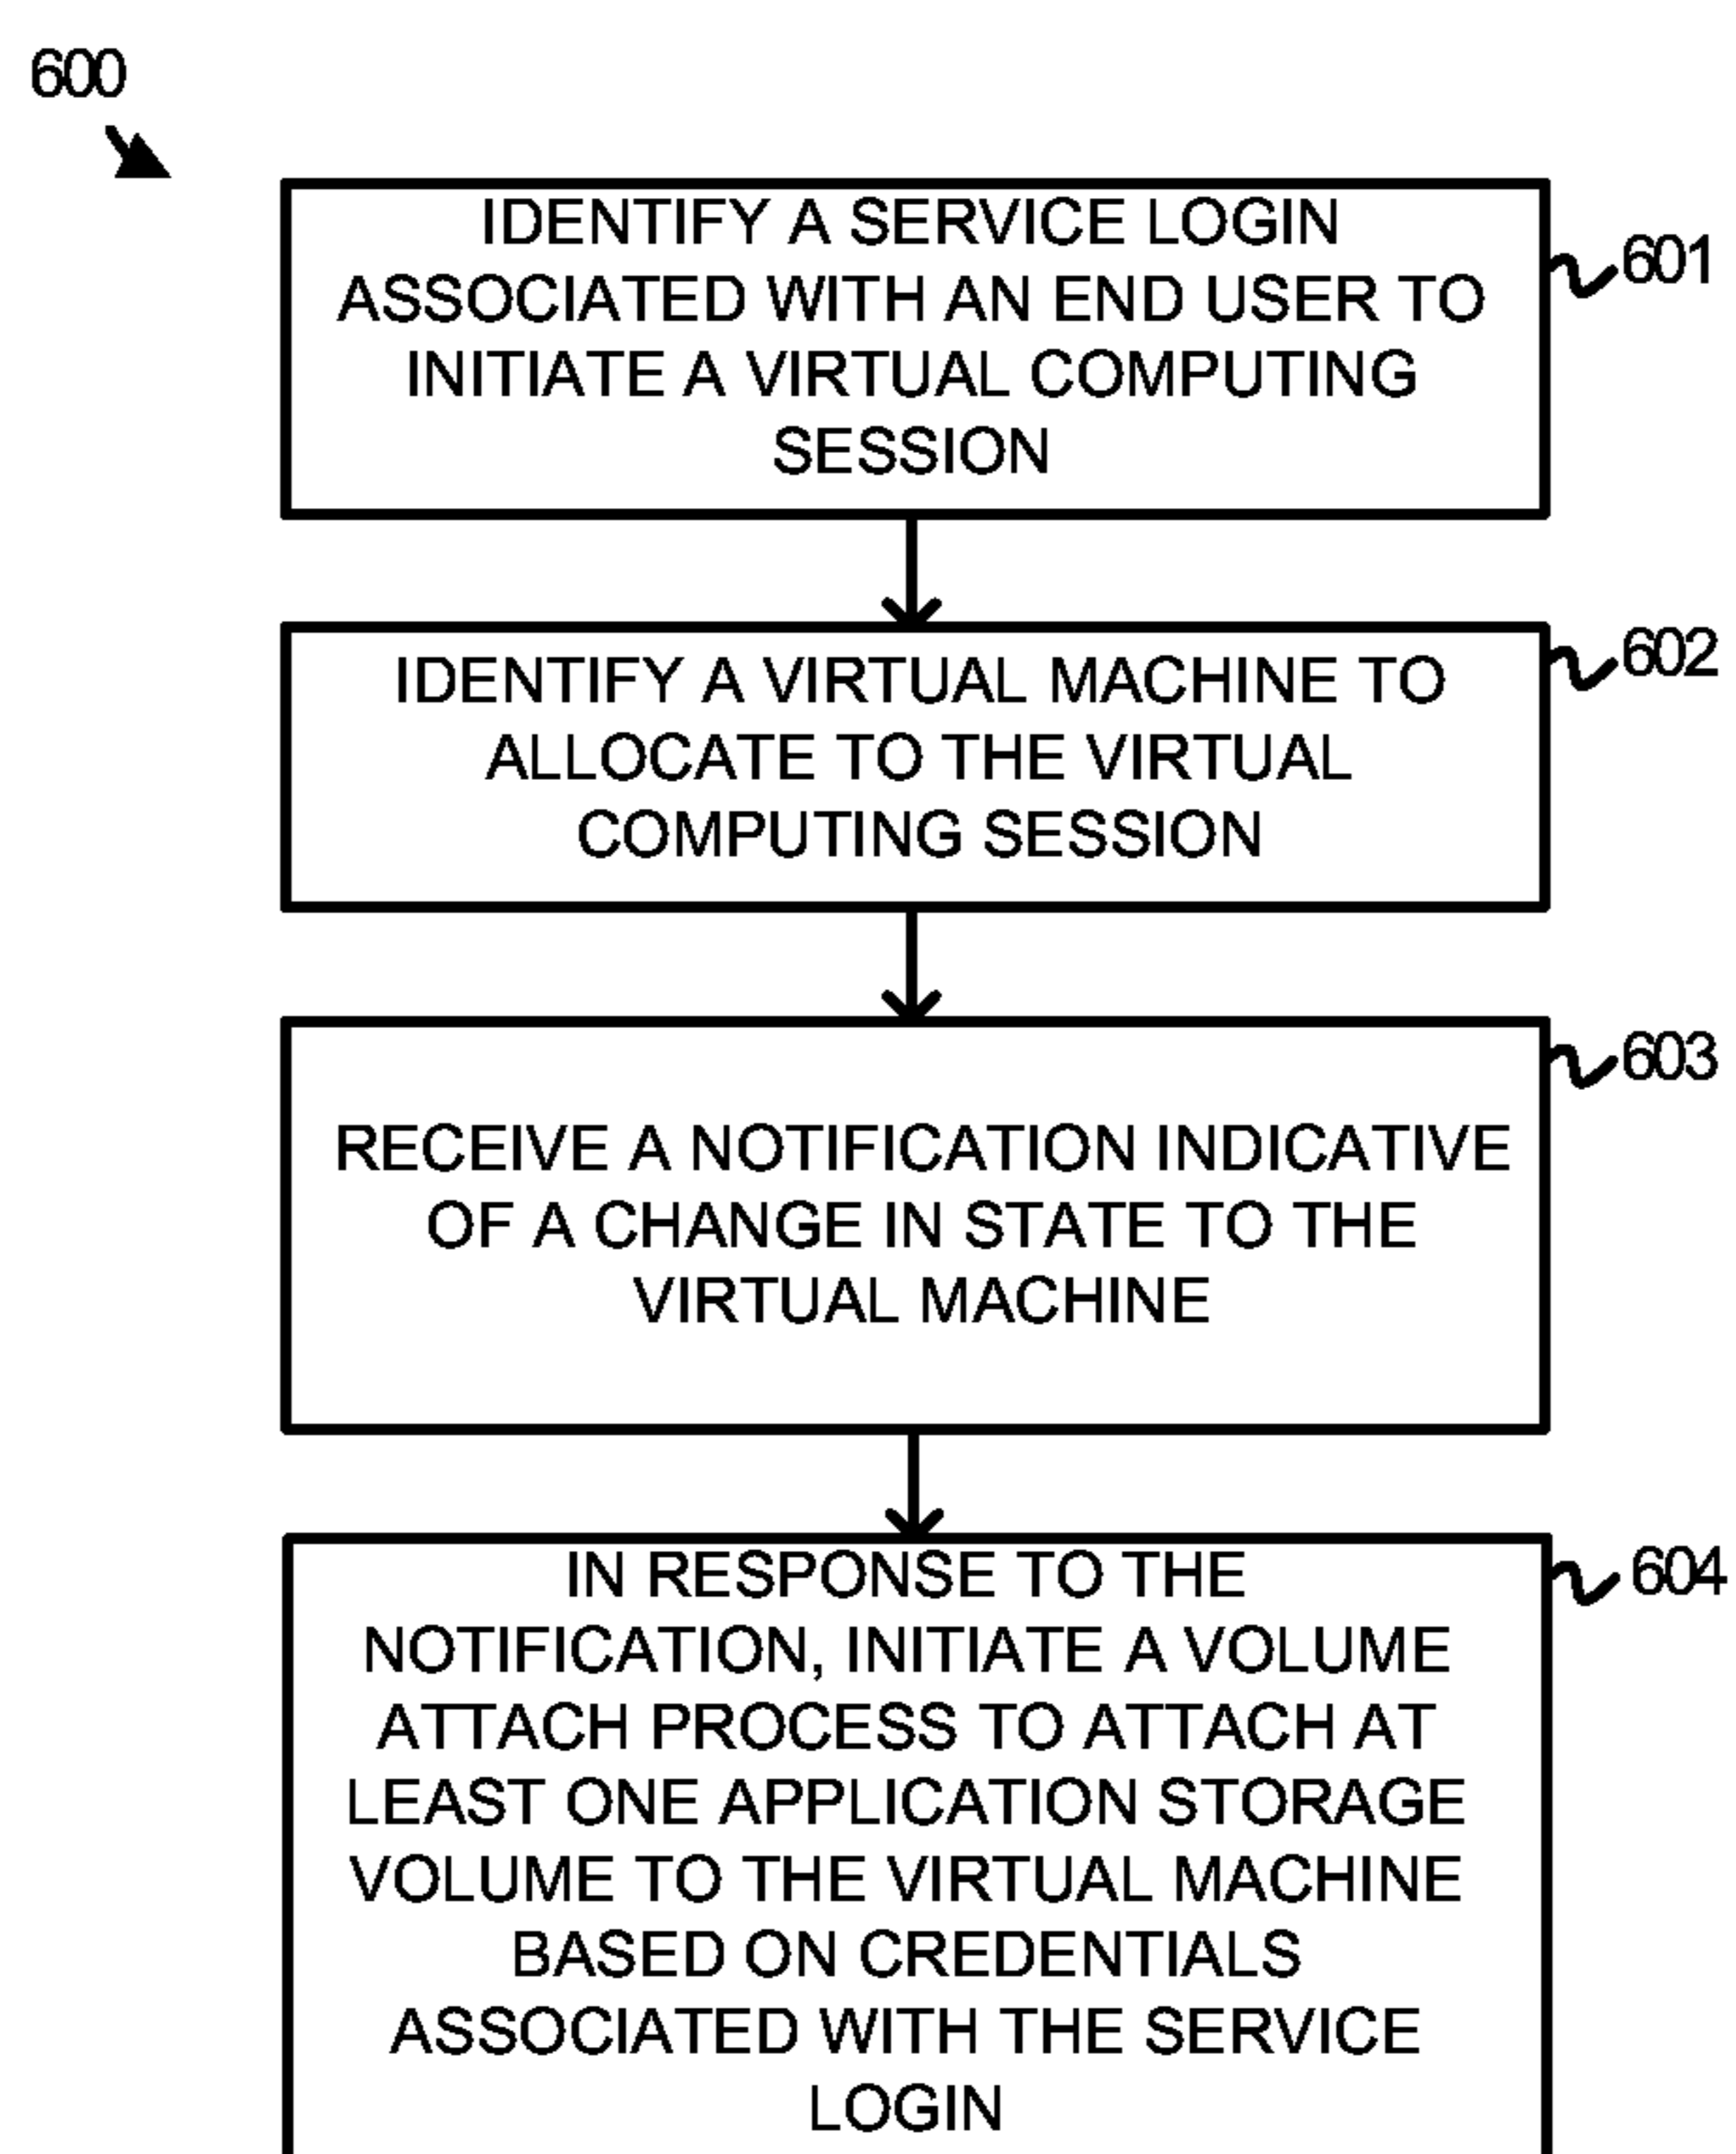 600
IDENTIFY A SERVICE LOGIN
ASSOCIATED WITH AN END USER TO
INITIATE A VIRTUAL COMPUTING
SESSION
601
IDENTIFY A VIRTUAL MACHINE TO
ALLOCATE TO THE VIRTUAL
COMPUTING SESSION
602
RECEIVE A NOTIFICATION INDICATIVE
OF A CHANGE IN STATE TO THE
VIRTUAL MACHINE
603
IN RESPONSE TO THE
NOTIFICATION, INITIATE A VOLUME
ATTACH PROCESS TO ATTACH AT
LEAST ONE APPLICATION STORAGE
VOLUME TO THE VIRTUAL MACHINE
BASED ON CREDENTIALS
ASSOCIATED WITH THE SERVICE
LOGIN
604